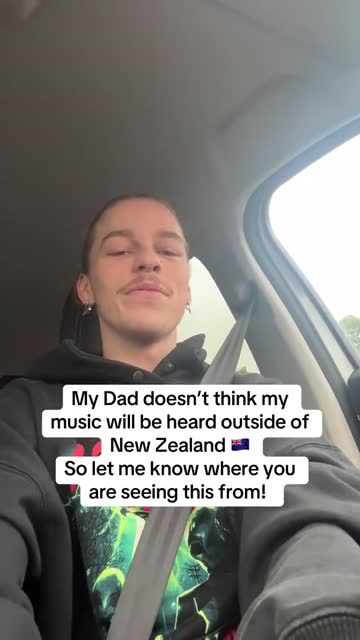 My Dad doesn’t think my
music will be heard outside of
New Zealand 🇳🇿
So let me know where you
are seeing this from!